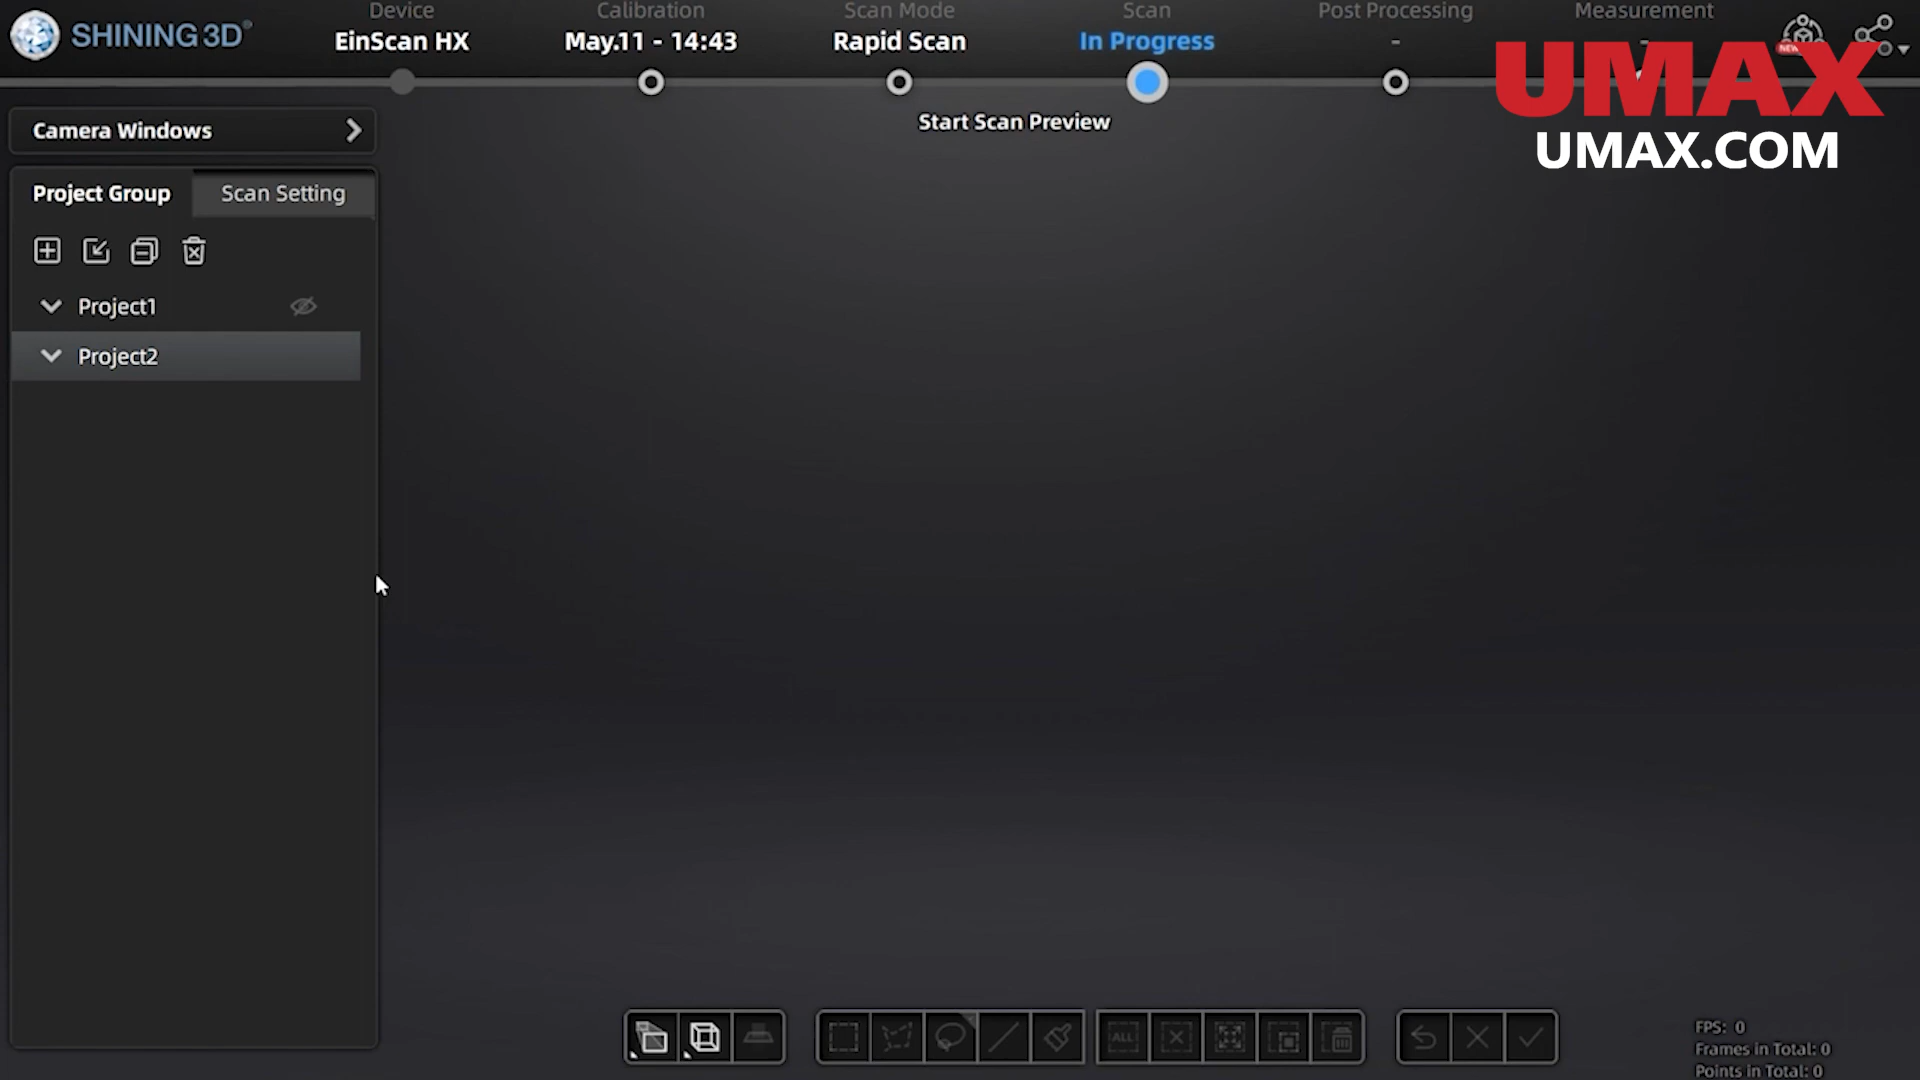 SHINING 3D®
Device
EinScan HX
Calibration
May.11 - 14:43
Scan Mode
Rapid Scan
Scan
In Progress
Post Processing
-
Measurement
NEW
UMAX
UMAX.COM
Start Scan Preview
Camera Windows
Project Group
Scan Setting
Project1
Project2
ALL
FPS: 0
Frames in Total: 0
Points in Total: 0